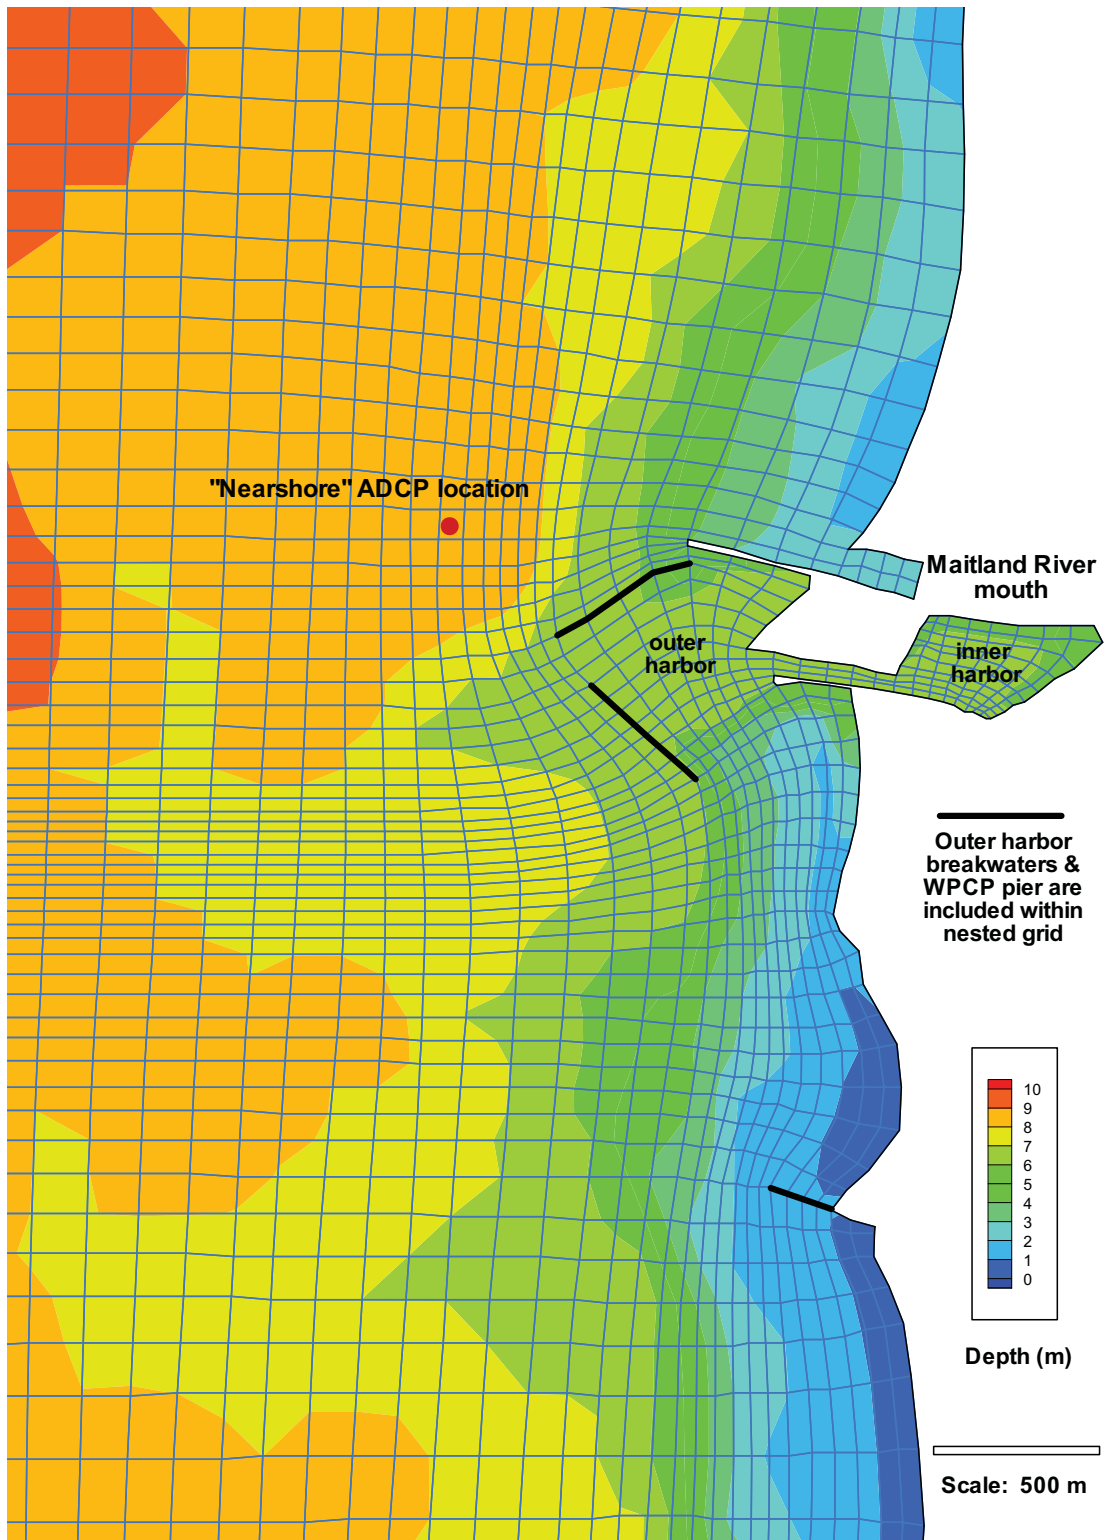 "Nearshore" ADCP location
Maitland River
mouth
outer
harbor
inner
harbor
Outer harbor
breakwaters &
WPCP pier are
included within
nested grid
10
9
8
7
6
5
4
3
2
1
0
Depth (m)
Scale: 500 m